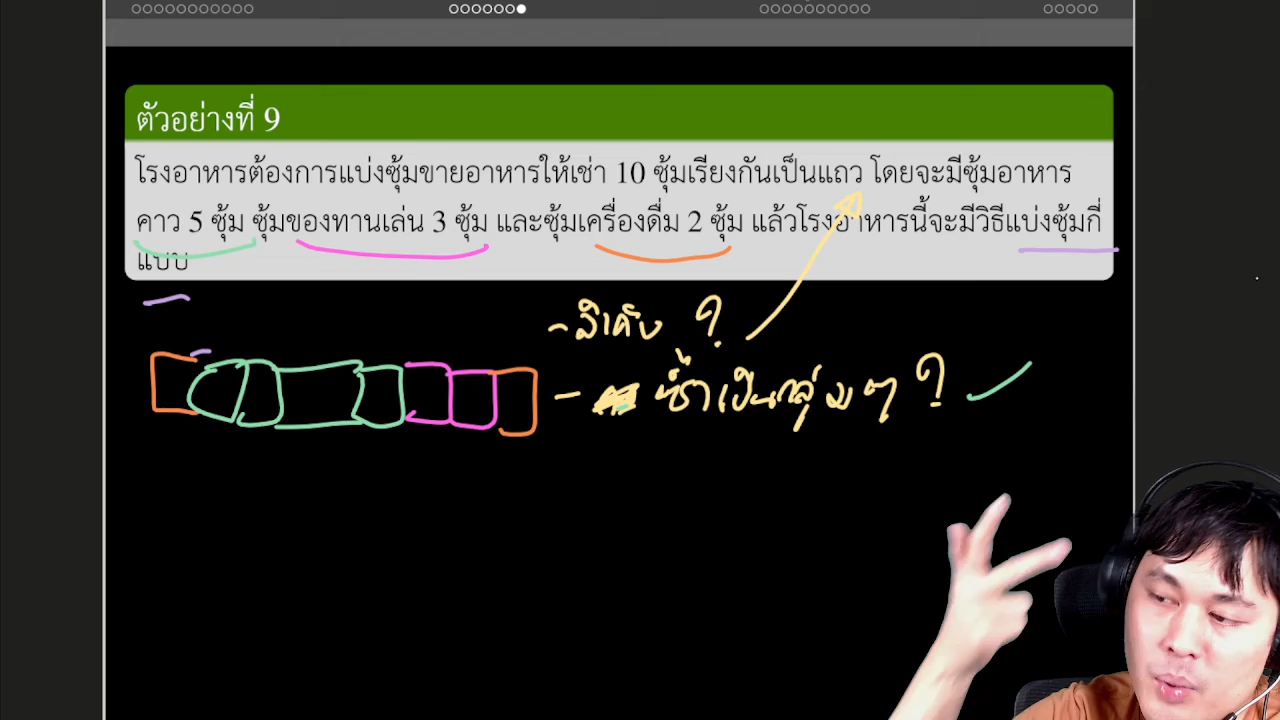 ตัวอย่างที่ 9
โรงอาหารต้องการแบ่งซุ้มขายอาหารให้เช่า 10 ซุ้มเรียงกันเป็นแถว โดยจะมีซุ้มอาหาร
คาว 5 ซุ้ม ซุ้มของทานเล่น 3 ซุ้ม และซุ้มเครื่องดื่ม 2 ซุ้ม แล้วโรงอาหารนี้จะมีวิธีแบ่งซุ้มกี่
แบบ
- ลำดับ ?
- ซ้ำเป็นกลุ่มๆ ?